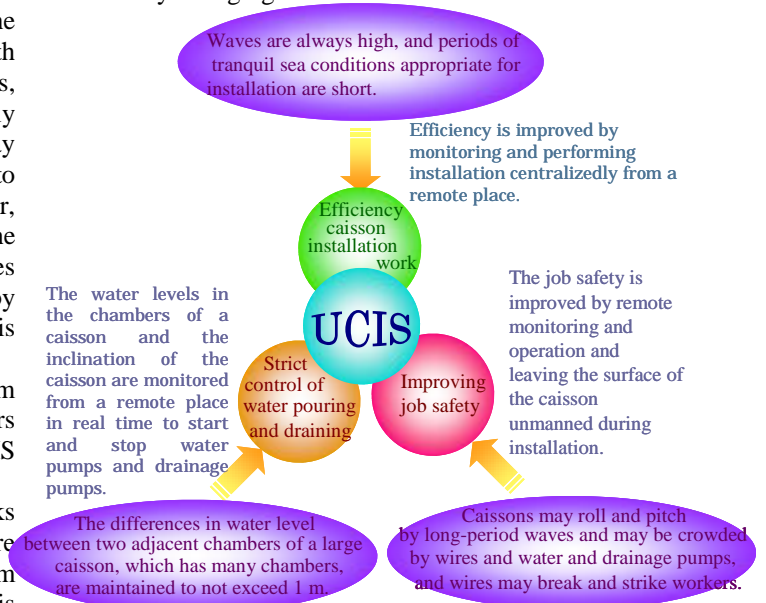 Waves are always high, and periods of
tranquil sea conditions appropriate for
installation are short.
Efficiency is improved by
monitoring and performing
installation centralizedly from a
remote place.
Efficiency
caisson
installation
work
UCIS
Strict
control of
water pouring
and draining
Improving
job safety
The water levels in
the chambers of a
caisson and the
inclination of the
caisson are monitored
from a remote place
in real time to start
and stop water
pumps and drainage
pumps.
The job safety is
improved by remote
monitoring and
operation and
leaving the surface of
the caisson
unmanned during
installation.
The differences in water level
between two adjacent chambers of a large
caisson, which has many chambers,
are maintained to not exceed 1 m.
Caissons may roll and pitch
by long-period waves and may be crowded
by wires and water and drainage pumps,
and wires may break and strike workers.